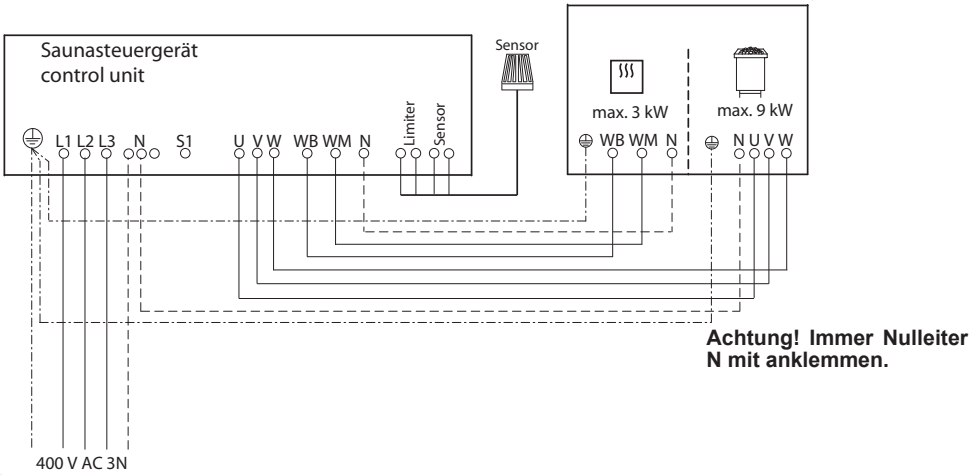 Saunasteuergerät
control unit
Sensor
max. 3 kW
max. 9 kW
L1 L2 L3 N S1 U V W WB WM N Limiter Sensor
WB WM N N U V W
Achtung! Immer Nulleiter
N mit anklemmen.
400 V AC 3N